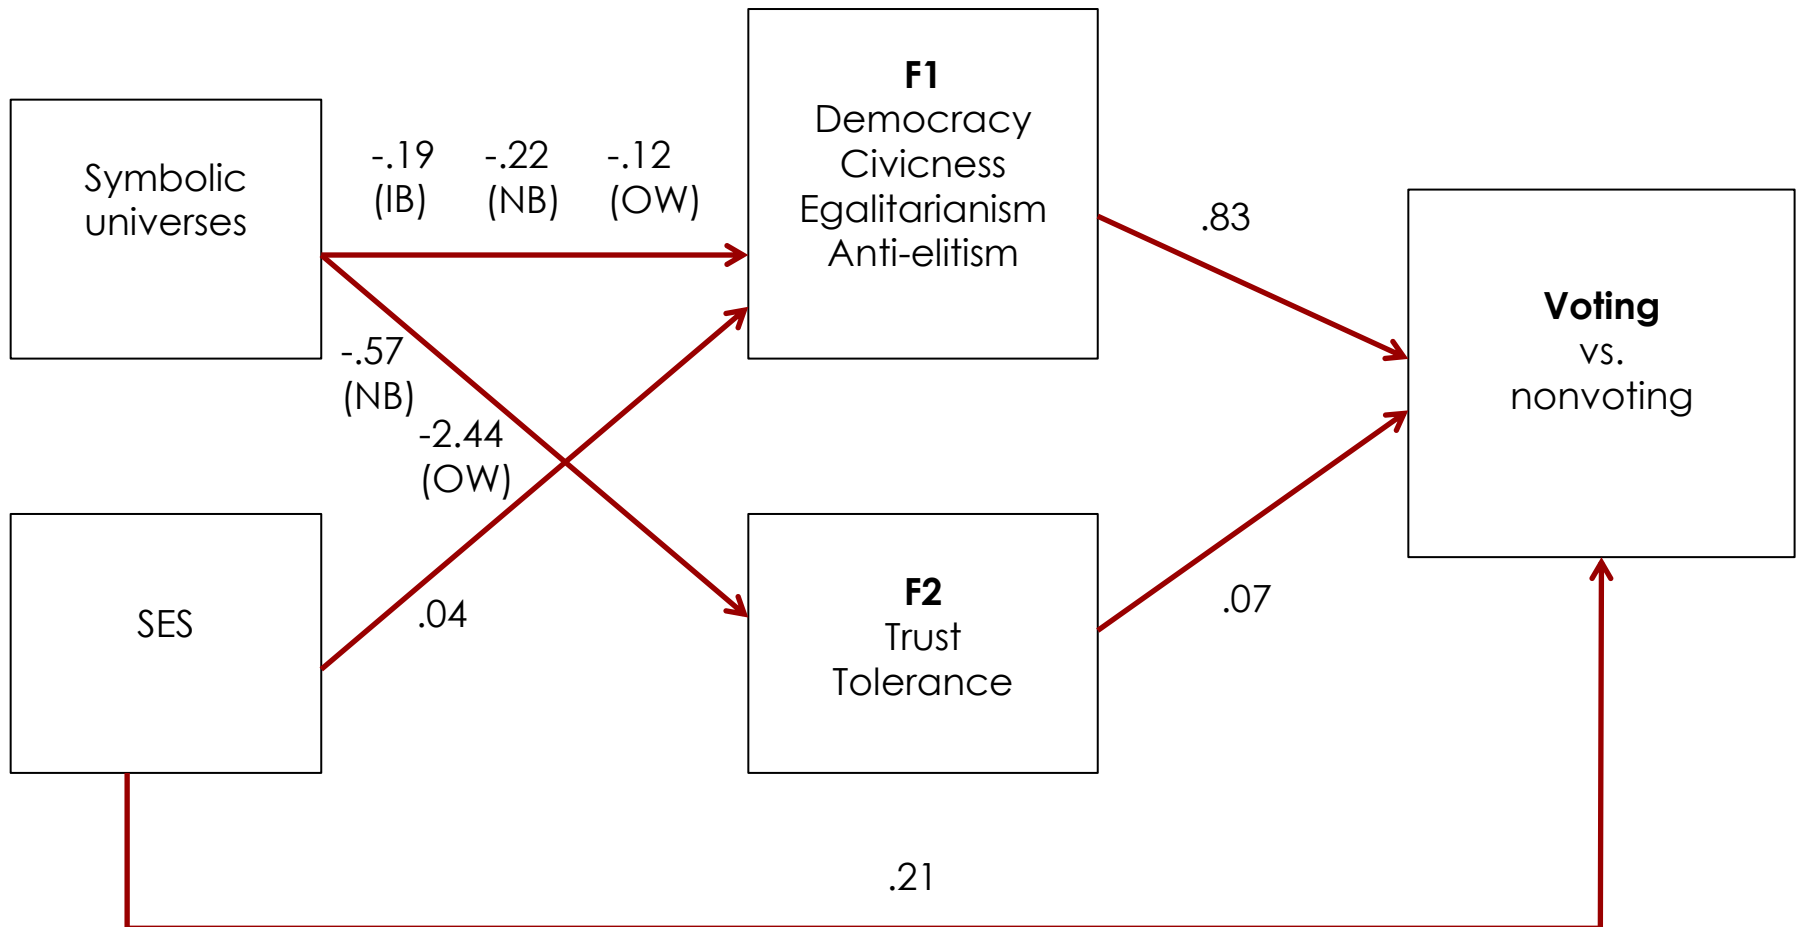 Symbolic
universes
-.19 -.22 -.12
(IB) (NB) (OW)
F1
Democracy
Civicness
Egalitarianism
Anti-elitism
.83
Voting
vs.
nonvoting
-.57
(NB)
-2.44
(OW)
SES
.04
F2
Trust
Tolerance
.07
.21